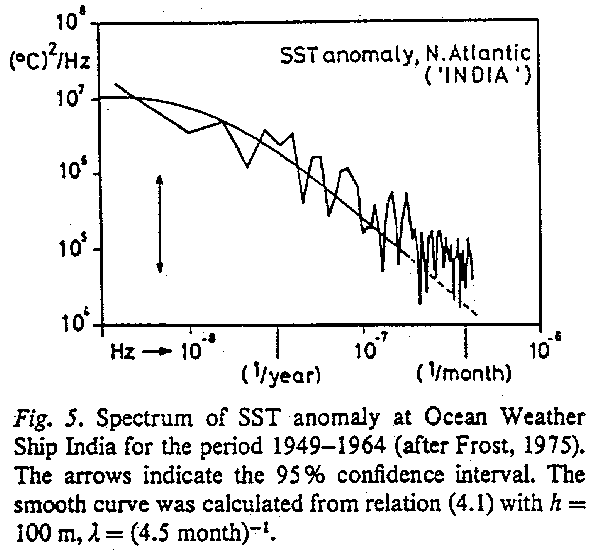 10⁸
(°C)²/Hz
SST anomaly, N. Atlantic
('INDIA')
10⁷
10⁶
10⁵
10⁴
Hz → 10⁻⁸ 10⁻⁷ 10⁻⁶
(1/year) (1/month)
Fig. 5. Spectrum of SST anomaly at Ocean Weather
Ship India for the period 1949–1964 (after Frost, 1975).
The arrows indicate the 95% confidence interval. The
smooth curve was calculated from relation (4.1) with h =
100 m, λ = (4.5 month)⁻¹.